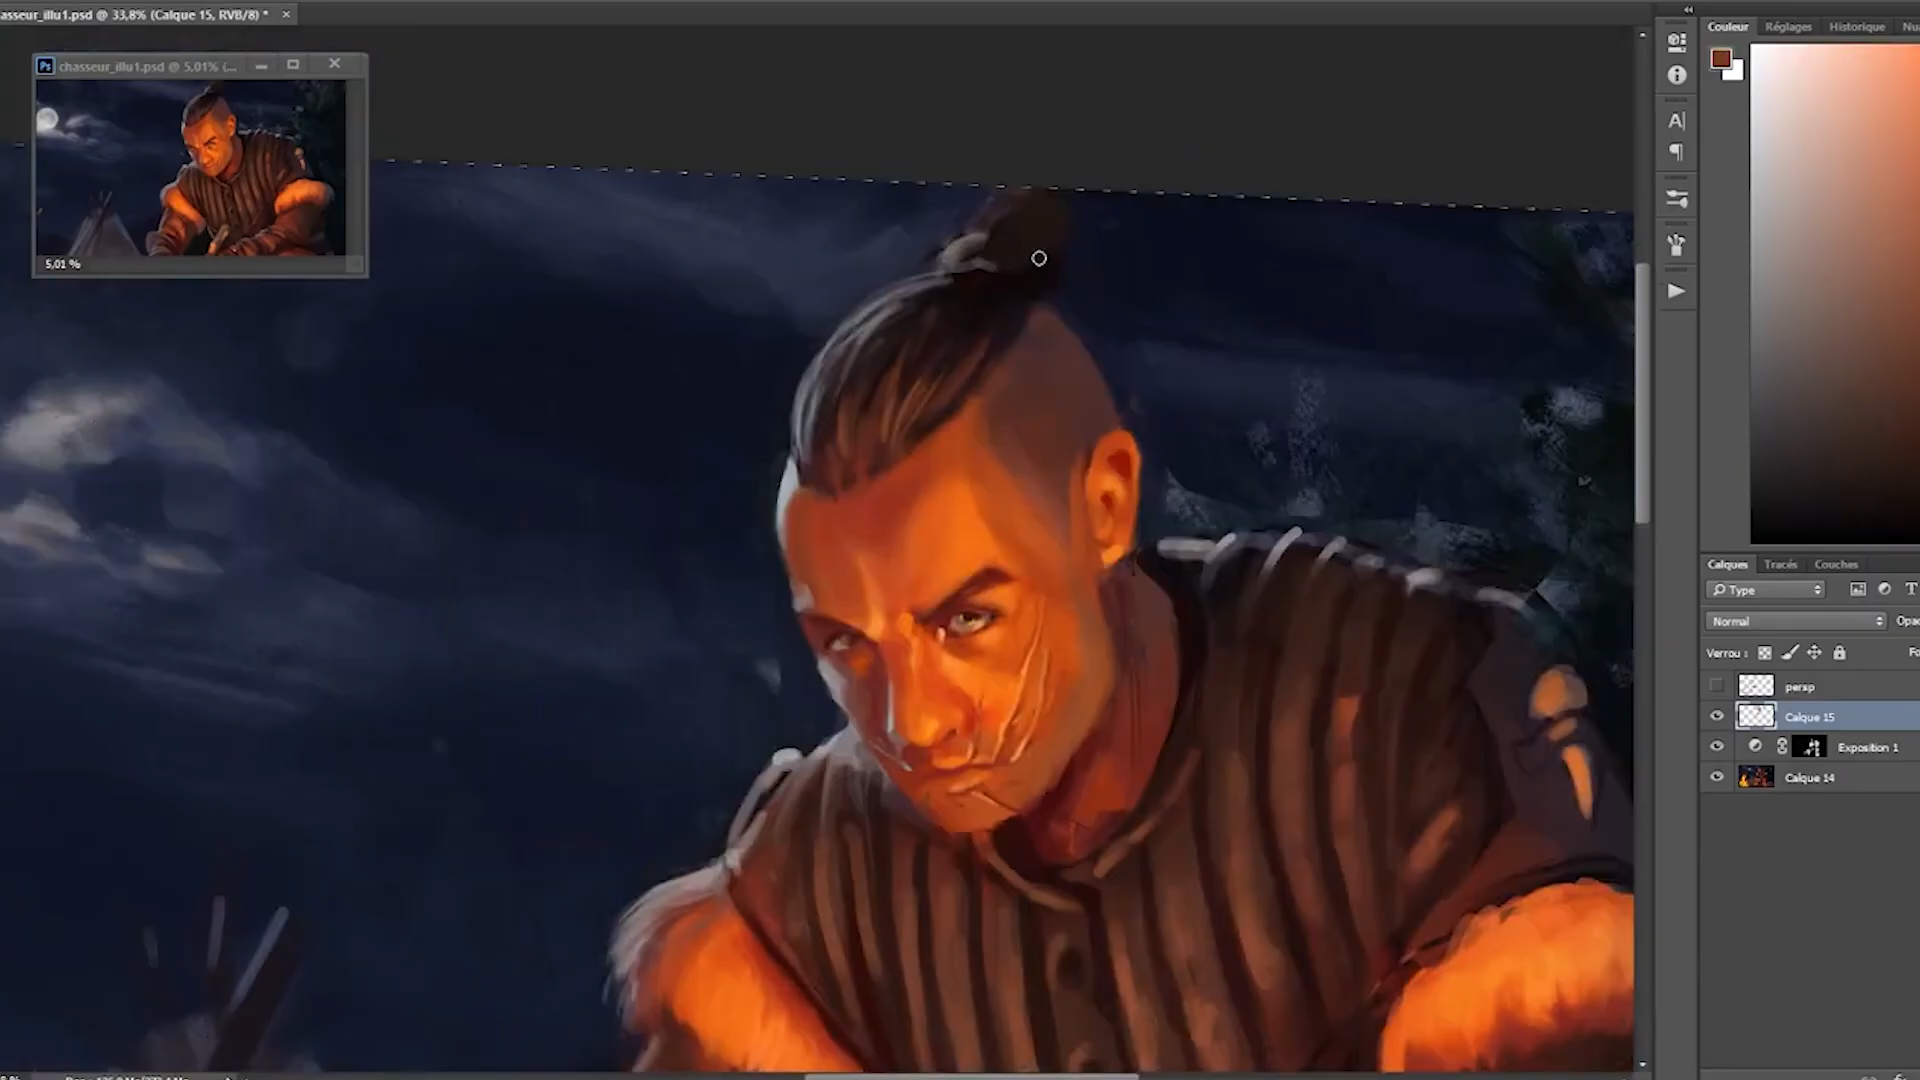 asseur_illu1.psd @ 33,8% (Calque 15, RVB/8) *
Ps chasseur_illu1.psd @ 5,01% (...
5,01 %
Couleur Réglages Historique
Calques Tracés Couches
Type
Normal
Verrou :
persp
Calque 15
Exposition 1
Calque 14